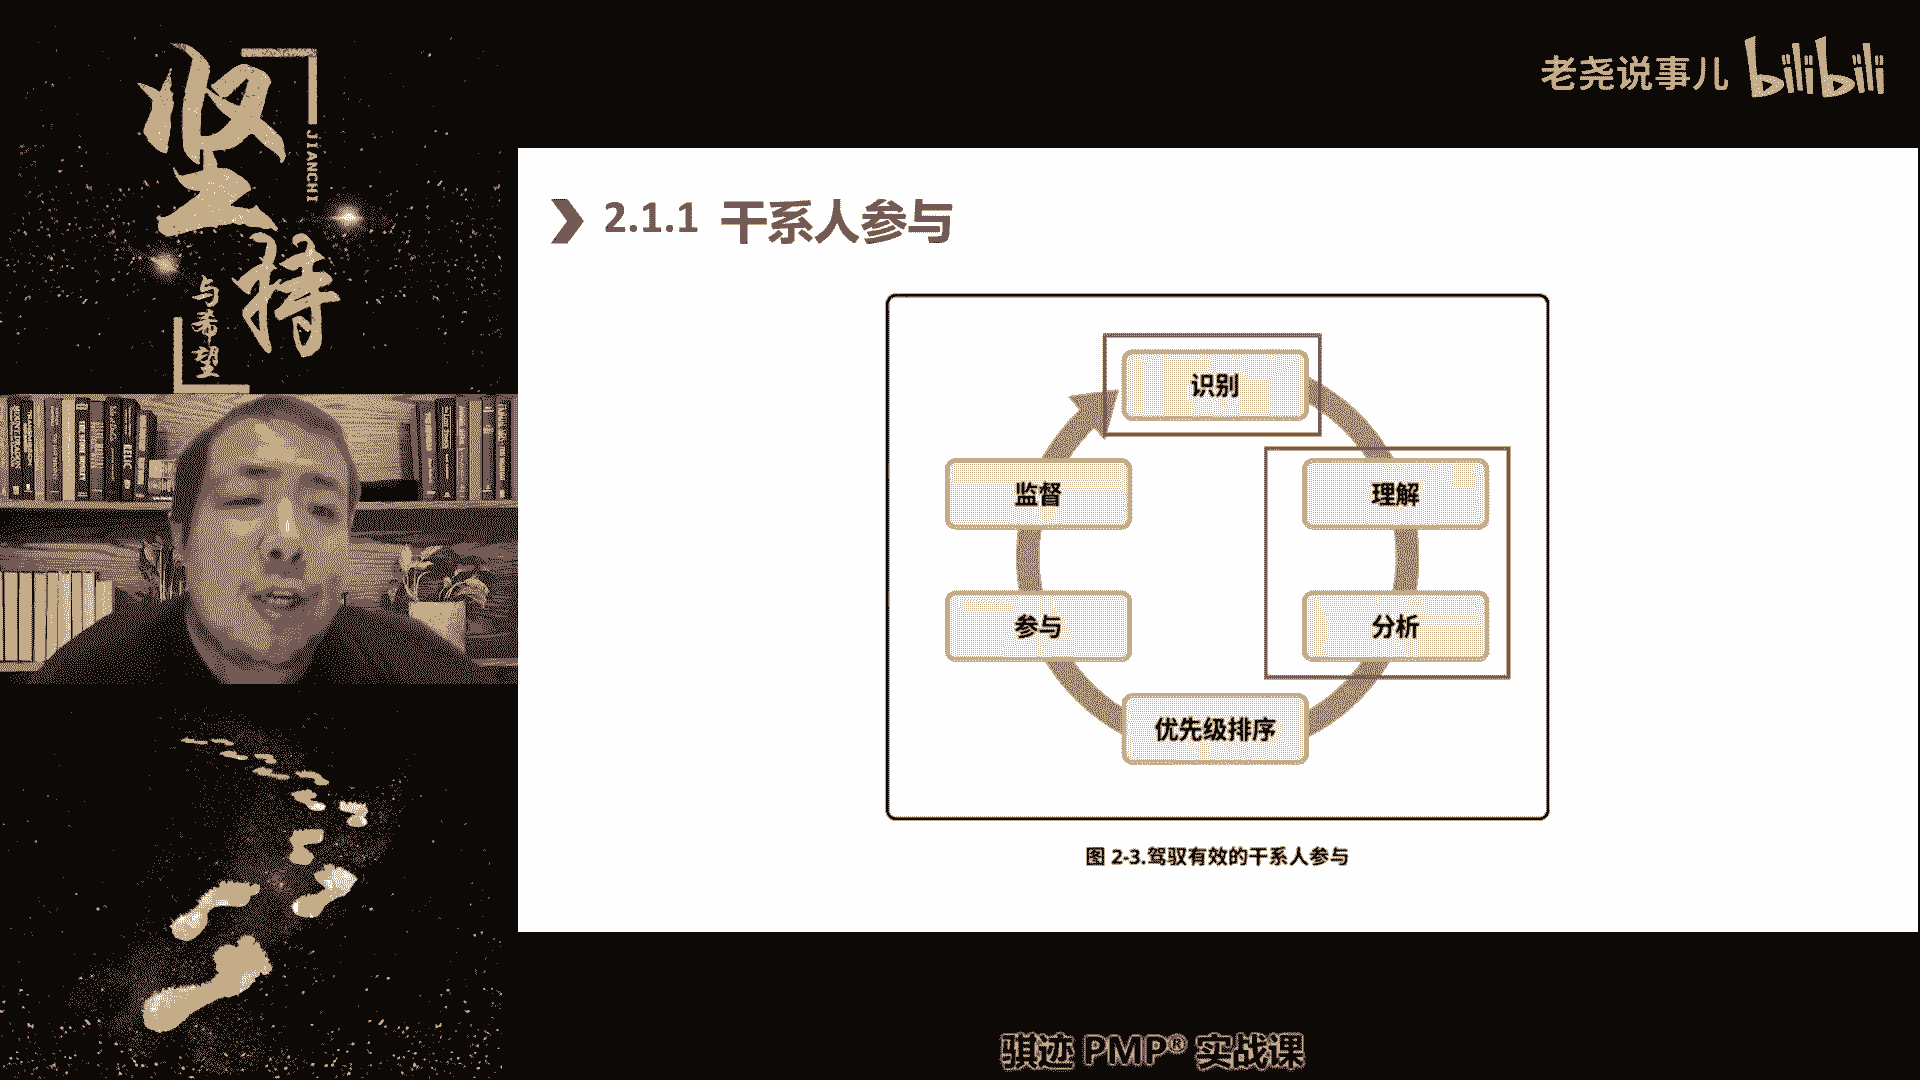 坚持
JIANCHI
与希望
老尧说事儿 bilibili
2.1.1 干系人参与
识别
监督
理解
参与
分析
优先级排序
图 2-3.驾驭有效的干系人参与
骐迹 PMP® 实战课